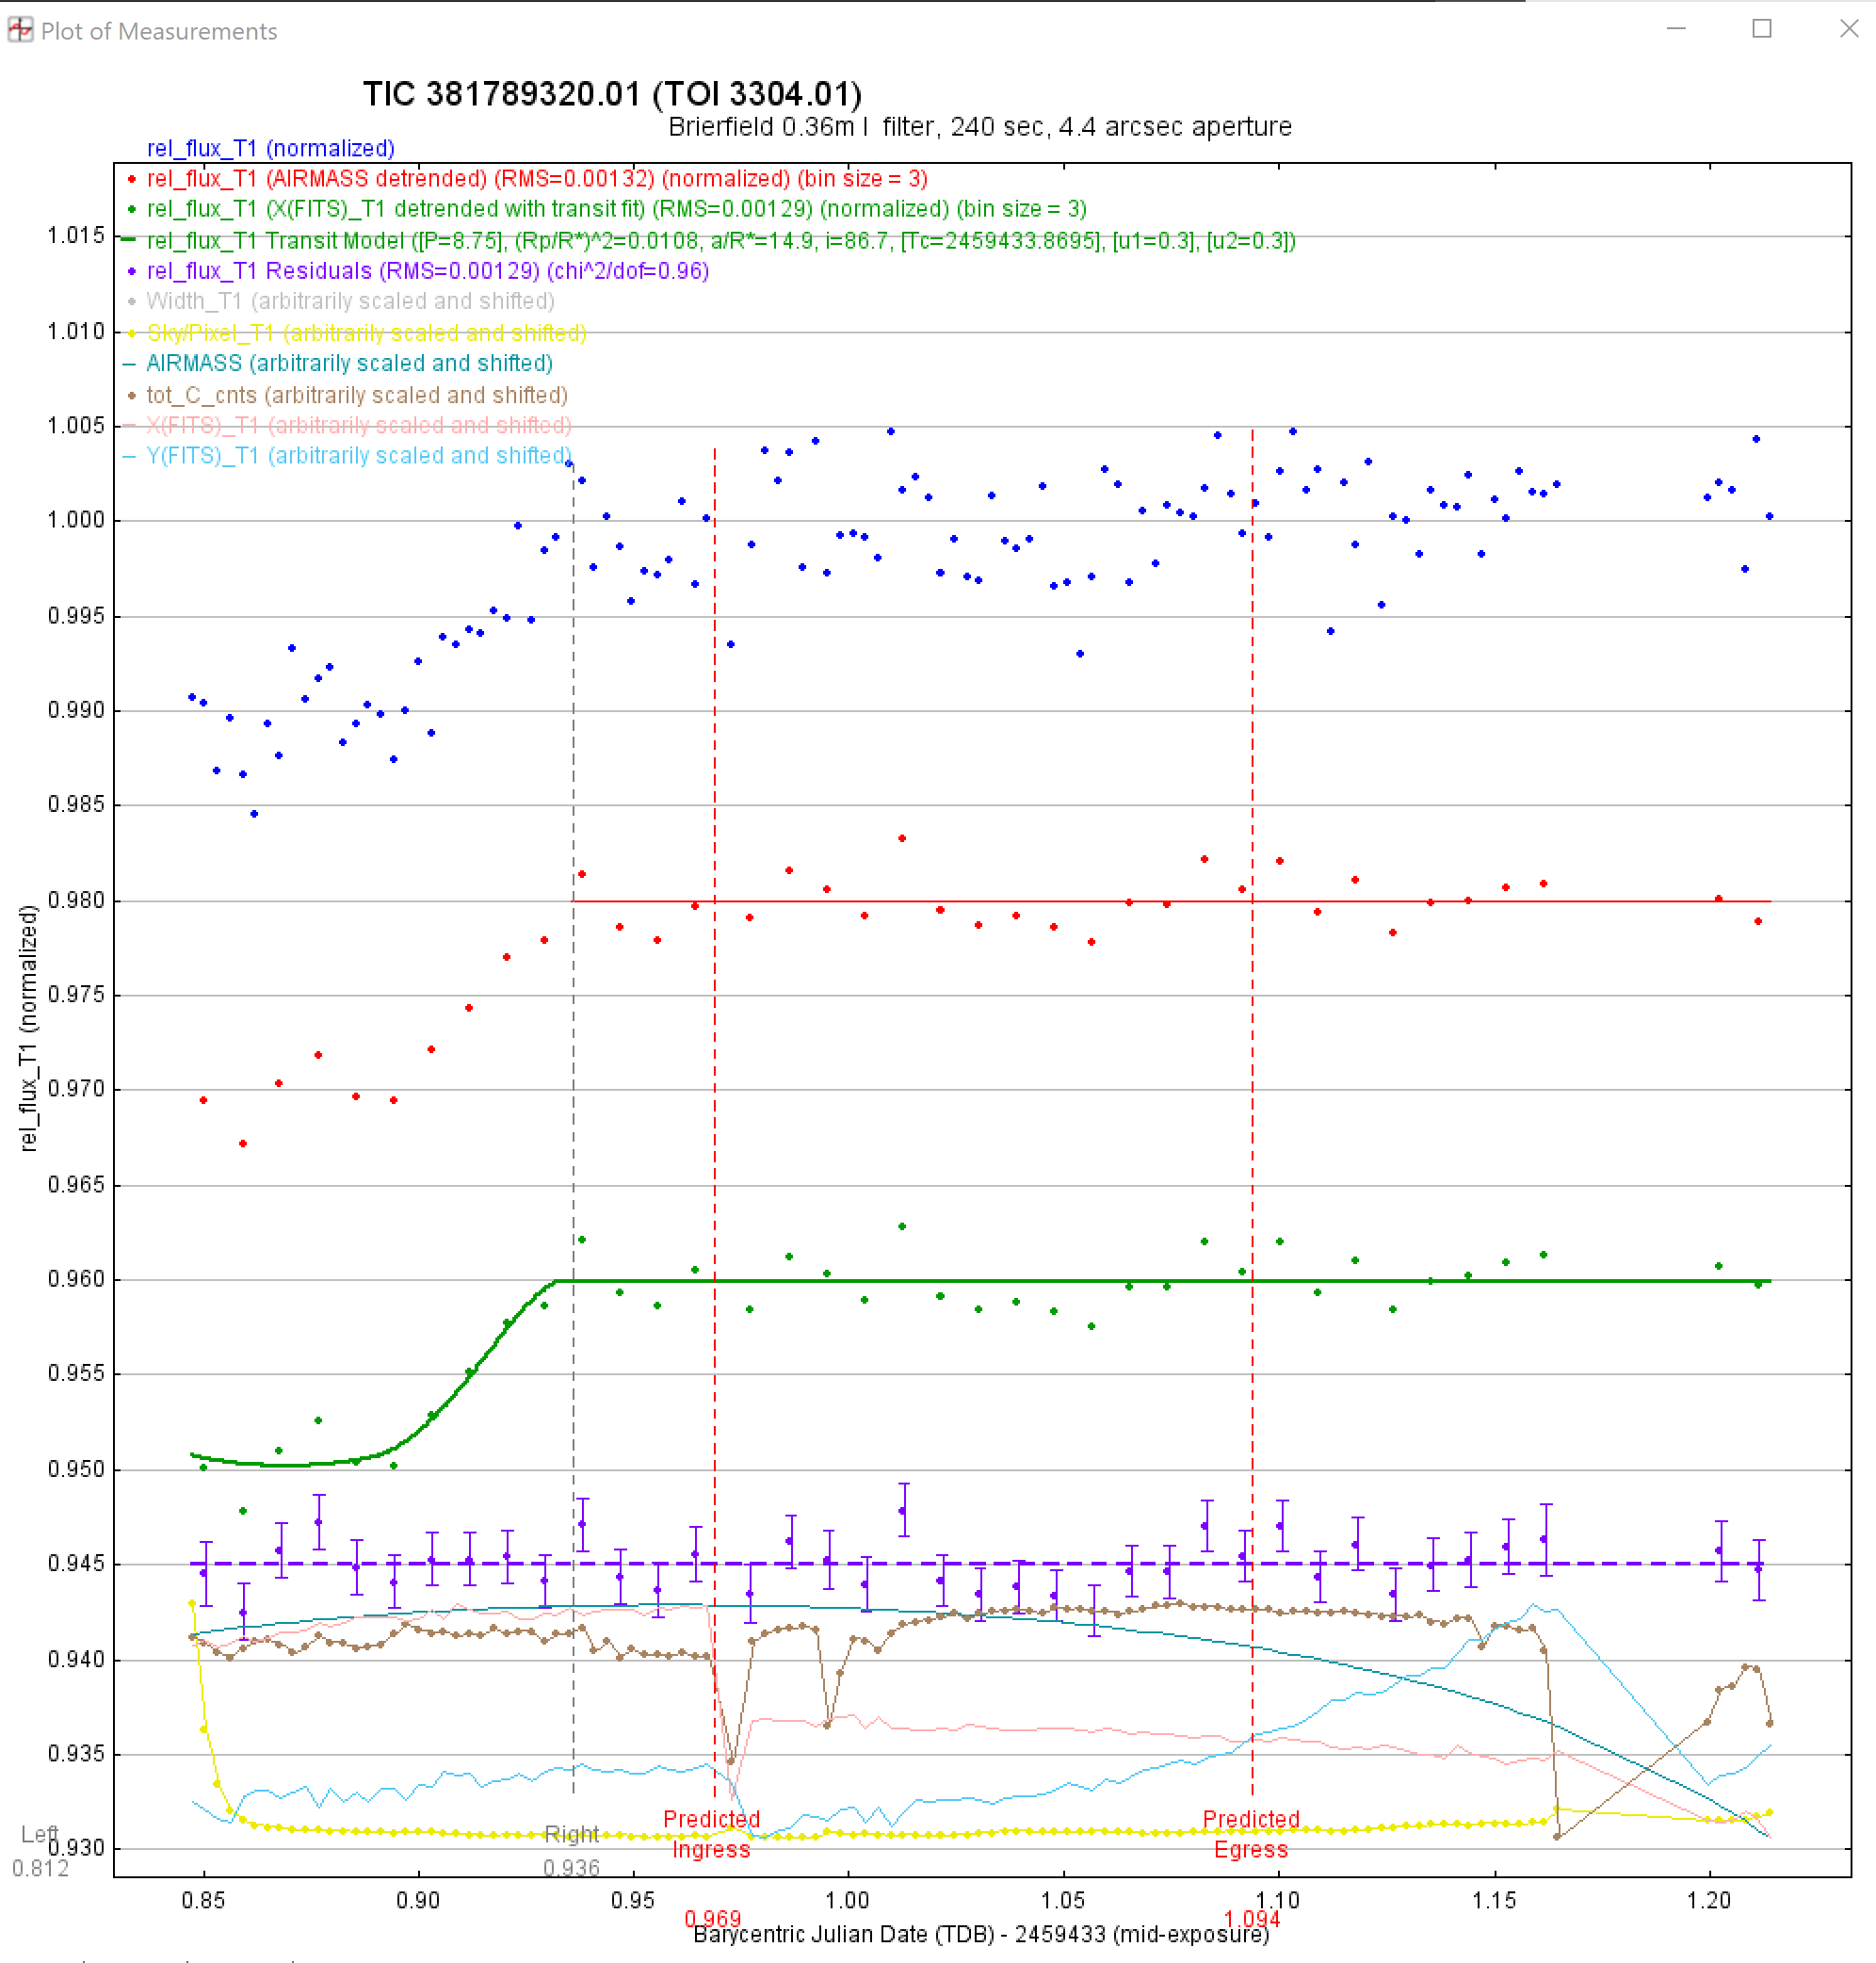 Plot of Measurements
TIC 381789320.01 (TOI 3304.01)
Brierfield 0.36m I filter, 240 sec, 4.4 arcsec aperture
rel_flux_T1 (normalized)
rel_flux_T1 (AIRMASS detrended) (RMS=0.00132) (normalized) (bin size = 3)
rel_flux_T1 (X(FITS)_T1 detrended with transit fit) (RMS=0.00129) (normalized) (bin size = 3)
rel_flux_T1 Transit Model ([P=8.75], (Rp/R*)^2=0.0108, a/R*=14.9, i=86.7, [Tc=2459433.8695], [u1=0.3], [u2=0.3])
rel_flux_T1 Residuals (RMS=0.00129) (chi^2/dof=0.96)
Width_T1 (arbitrarily scaled and shifted)
Sky/Pixel_T1 (arbitrarily scaled and shifted)
AIRMASS (arbitrarily scaled and shifted)
tot_C_cnts (arbitrarily scaled and shifted)
X(FITS)_T1 (arbitrarily scaled and shifted)
Y(FITS)_T1 (arbitrarily scaled and shifted)
1.015
1.010
1.005
1.000
0.995
0.990
0.985
0.980
0.975
0.970
0.965
0.960
0.955
0.950
0.945
0.940
0.935
0.930
rel_flux_T1 (normalized)
Left
0.812
Right
0.936
Predicted
Ingress
Predicted
Egress
0.85
0.90
0.95
1.00
1.05
1.10
1.15
1.20
0.969
1.094
Barycentric Julian Date (TDB) - 2459433 (mid-exposure)